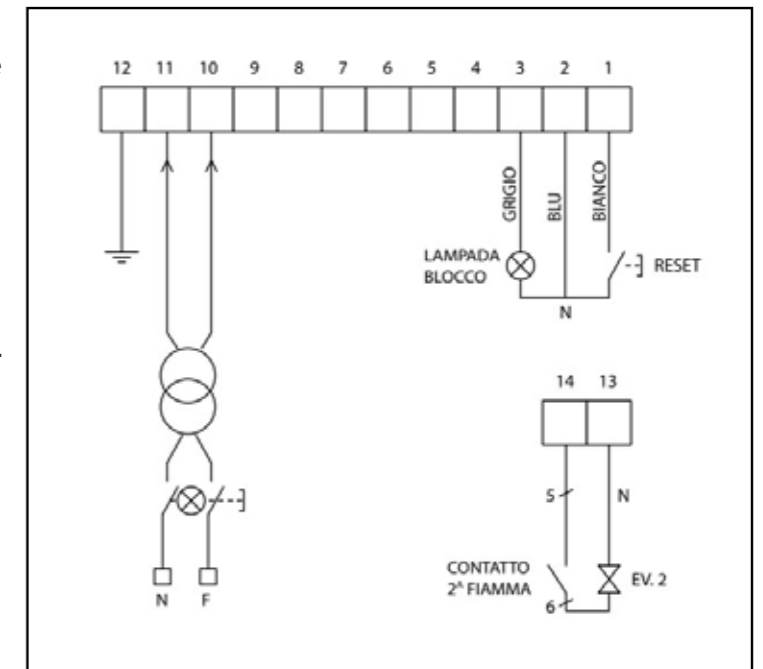 12 11 10 9 8 7 6 5 4 3 2 1
GRIGIO
BLU
BIANCO
LAMPADA
BLOCCO
RESET
N
14 13
5
N
CONTATTO
2^ FIAMMA
EV. 2
6
N F